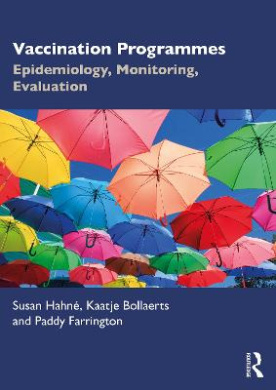 Vaccination Programmes
Epidemiology, Monitoring,
Evaluation
Susan Hahné, Kaatje Bollaerts
and Paddy Farrington